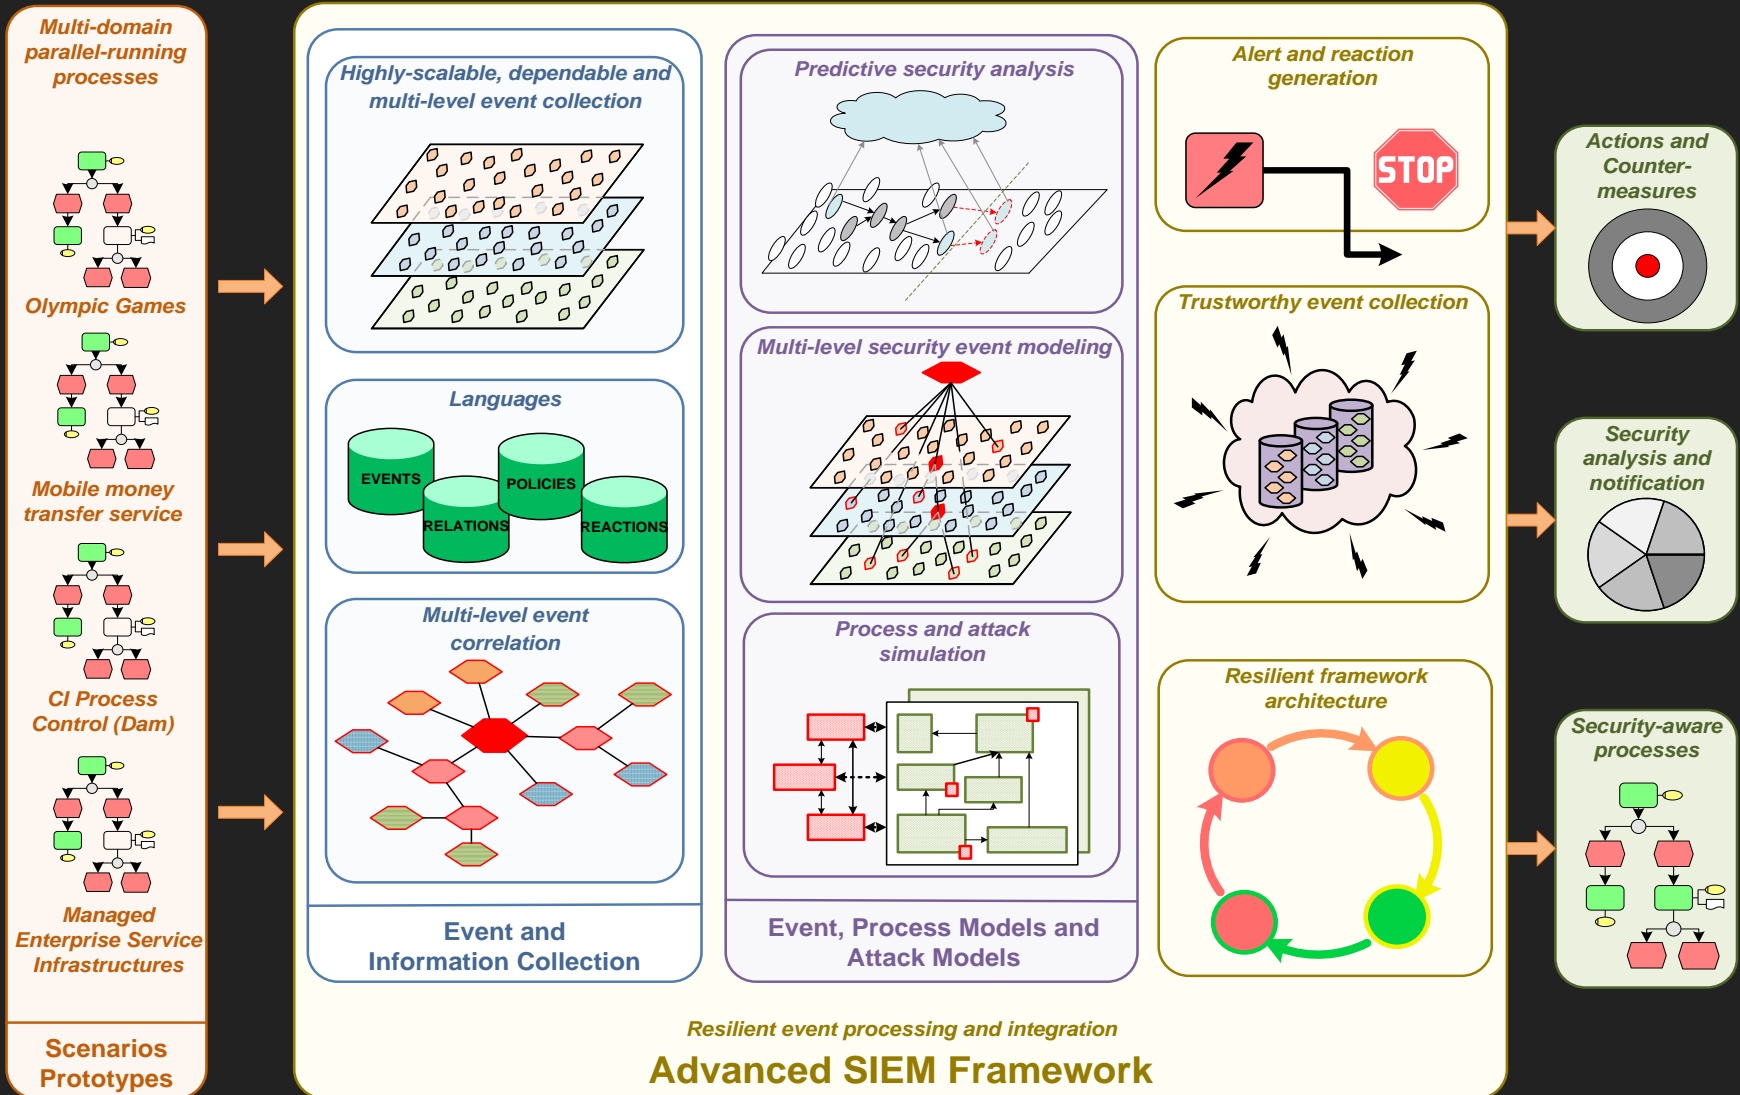 Multi-domain
parallel-running
processes
Olympic Games
Mobile money
transfer service
CI Process
Control (Dam)
Managed
Enterprise Service
Infrastructures
Scenarios
Prototypes
Highly-scalable, dependable and
multi-level event collection
Languages
EVENTS
POLICIES
RELATIONS
REACTIONS
Multi-level event
correlation
Event and
Information Collection
Predictive security analysis
Multi-level security event modeling
Process and attack
simulation
Event, Process Models and
Attack Models
Alert and reaction
generation
STOP
Trustworthy event collection
Resilient framework
architecture
Resilient event processing and integration
Advanced SIEM Framework
Actions and
Counter-
measures
Security
analysis and
notification
Security-aware
processes